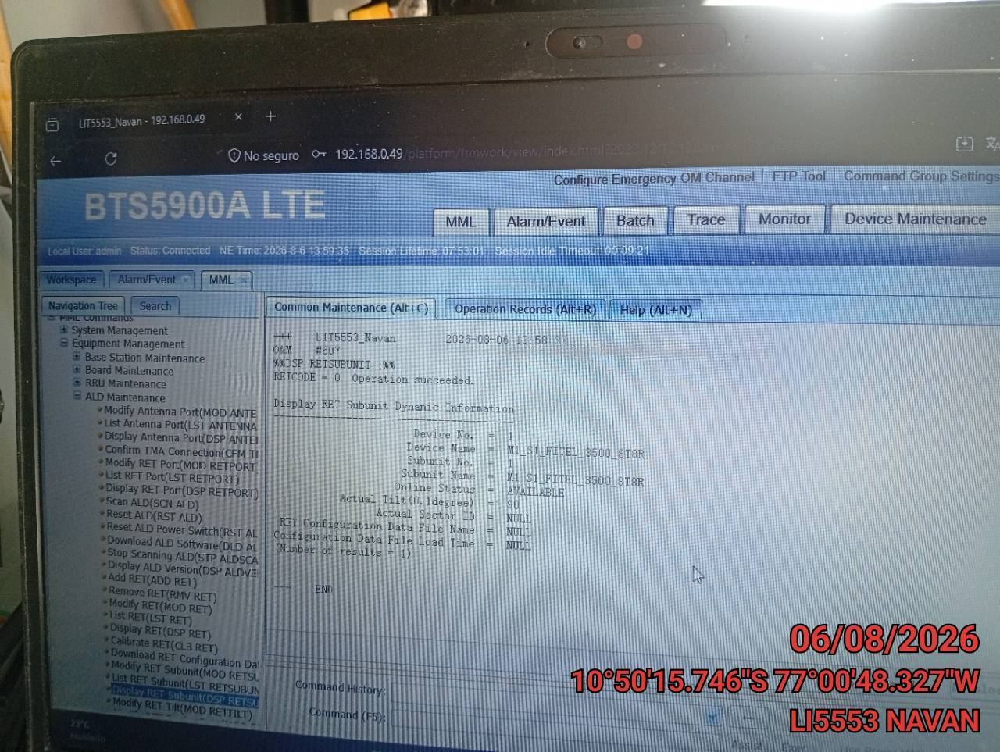 LIT5553_Navan - 192.168.0.49
No seguro
192.168.0.49/platform/frmwork/view/index.html
Configure Emergency OM Channel
FTP Tool
Command Group Settings
BTS5900A LTE
MML
Alarm/Event
Batch
Trace
Monitor
Device Maintenance
Local User: admin Status: Connected NE Time: 2026-8-6 13:59:35 Session Lifetime: 07:53:01 Session Idle Timeout: 00:09:21
Workspace
Alarm/Event
MML
Navigation Tree
Search
Common Maintenance (Alt+C)
Operation Records (Alt+R)
Help (Alt+N)
MML Commands
System Management
Equipment Management
Base Station Maintenance
Board Maintenance
RRU Maintenance
ALD Maintenance
Modify Antenna Port(MOD ANTE
List Antenna Port(LST ANTENNA
Display Antenna Port(DSP ANTE
Confirm TMA Connection(CFM T
Modify RET Port(MOD RETPORT
List RET Port(LST RETPORT)
Display RET Port(DSP RETPORT)
Scan ALD(SCN ALD)
Reset ALD(RST ALD)
Reset ALD Power Switch(RST AL
Download ALD Software(DLD AL
Stop Scanning ALD(STP ALDSCA
Display ALD Version(DSP ALDVE
Add RET(ADD RET)
Remove RET(RMV RET)
Modify RET(MOD RET)
List RET(LST RET)
Display RET(DSP RET)
Calibrate RET(CLB RET)
Download RET Configuration Dat
Modify RET Subunit(MOD RETSU
List RET Subunit(LST RETSUBUN
Display RET Subunit(DSP RETSU
Modify RET Tilt(MOD RETTILT)
+++ LIT5553_Navan 2026-08-06 13:58:33
O&M #607
%%DSP RETSUBUNIT:;%%
RETCODE = 0 Operation succeeded.
Display RET Subunit Dynamic Information
Device No. = 1
Device Name = M1_S1_FITEL_3500_8T8R
Subunit No. = 1
Subunit Name = M1_S1_FITEL_3500_8T8R
Online Status = AVAILABLE
Actual Tilt(0.1degree) = 90
Actual Sector ID = NULL
RET Configuration Data File Name = NULL
Configuration Data File Load Time = NULL
(Number of results = 1)
--- END
Command History:
Command (F5):
Assist
Exec
23°C
Nublado
06/08/2026
10°50'15.746"S 77°00'48.327"W
LI5553 NAVAN